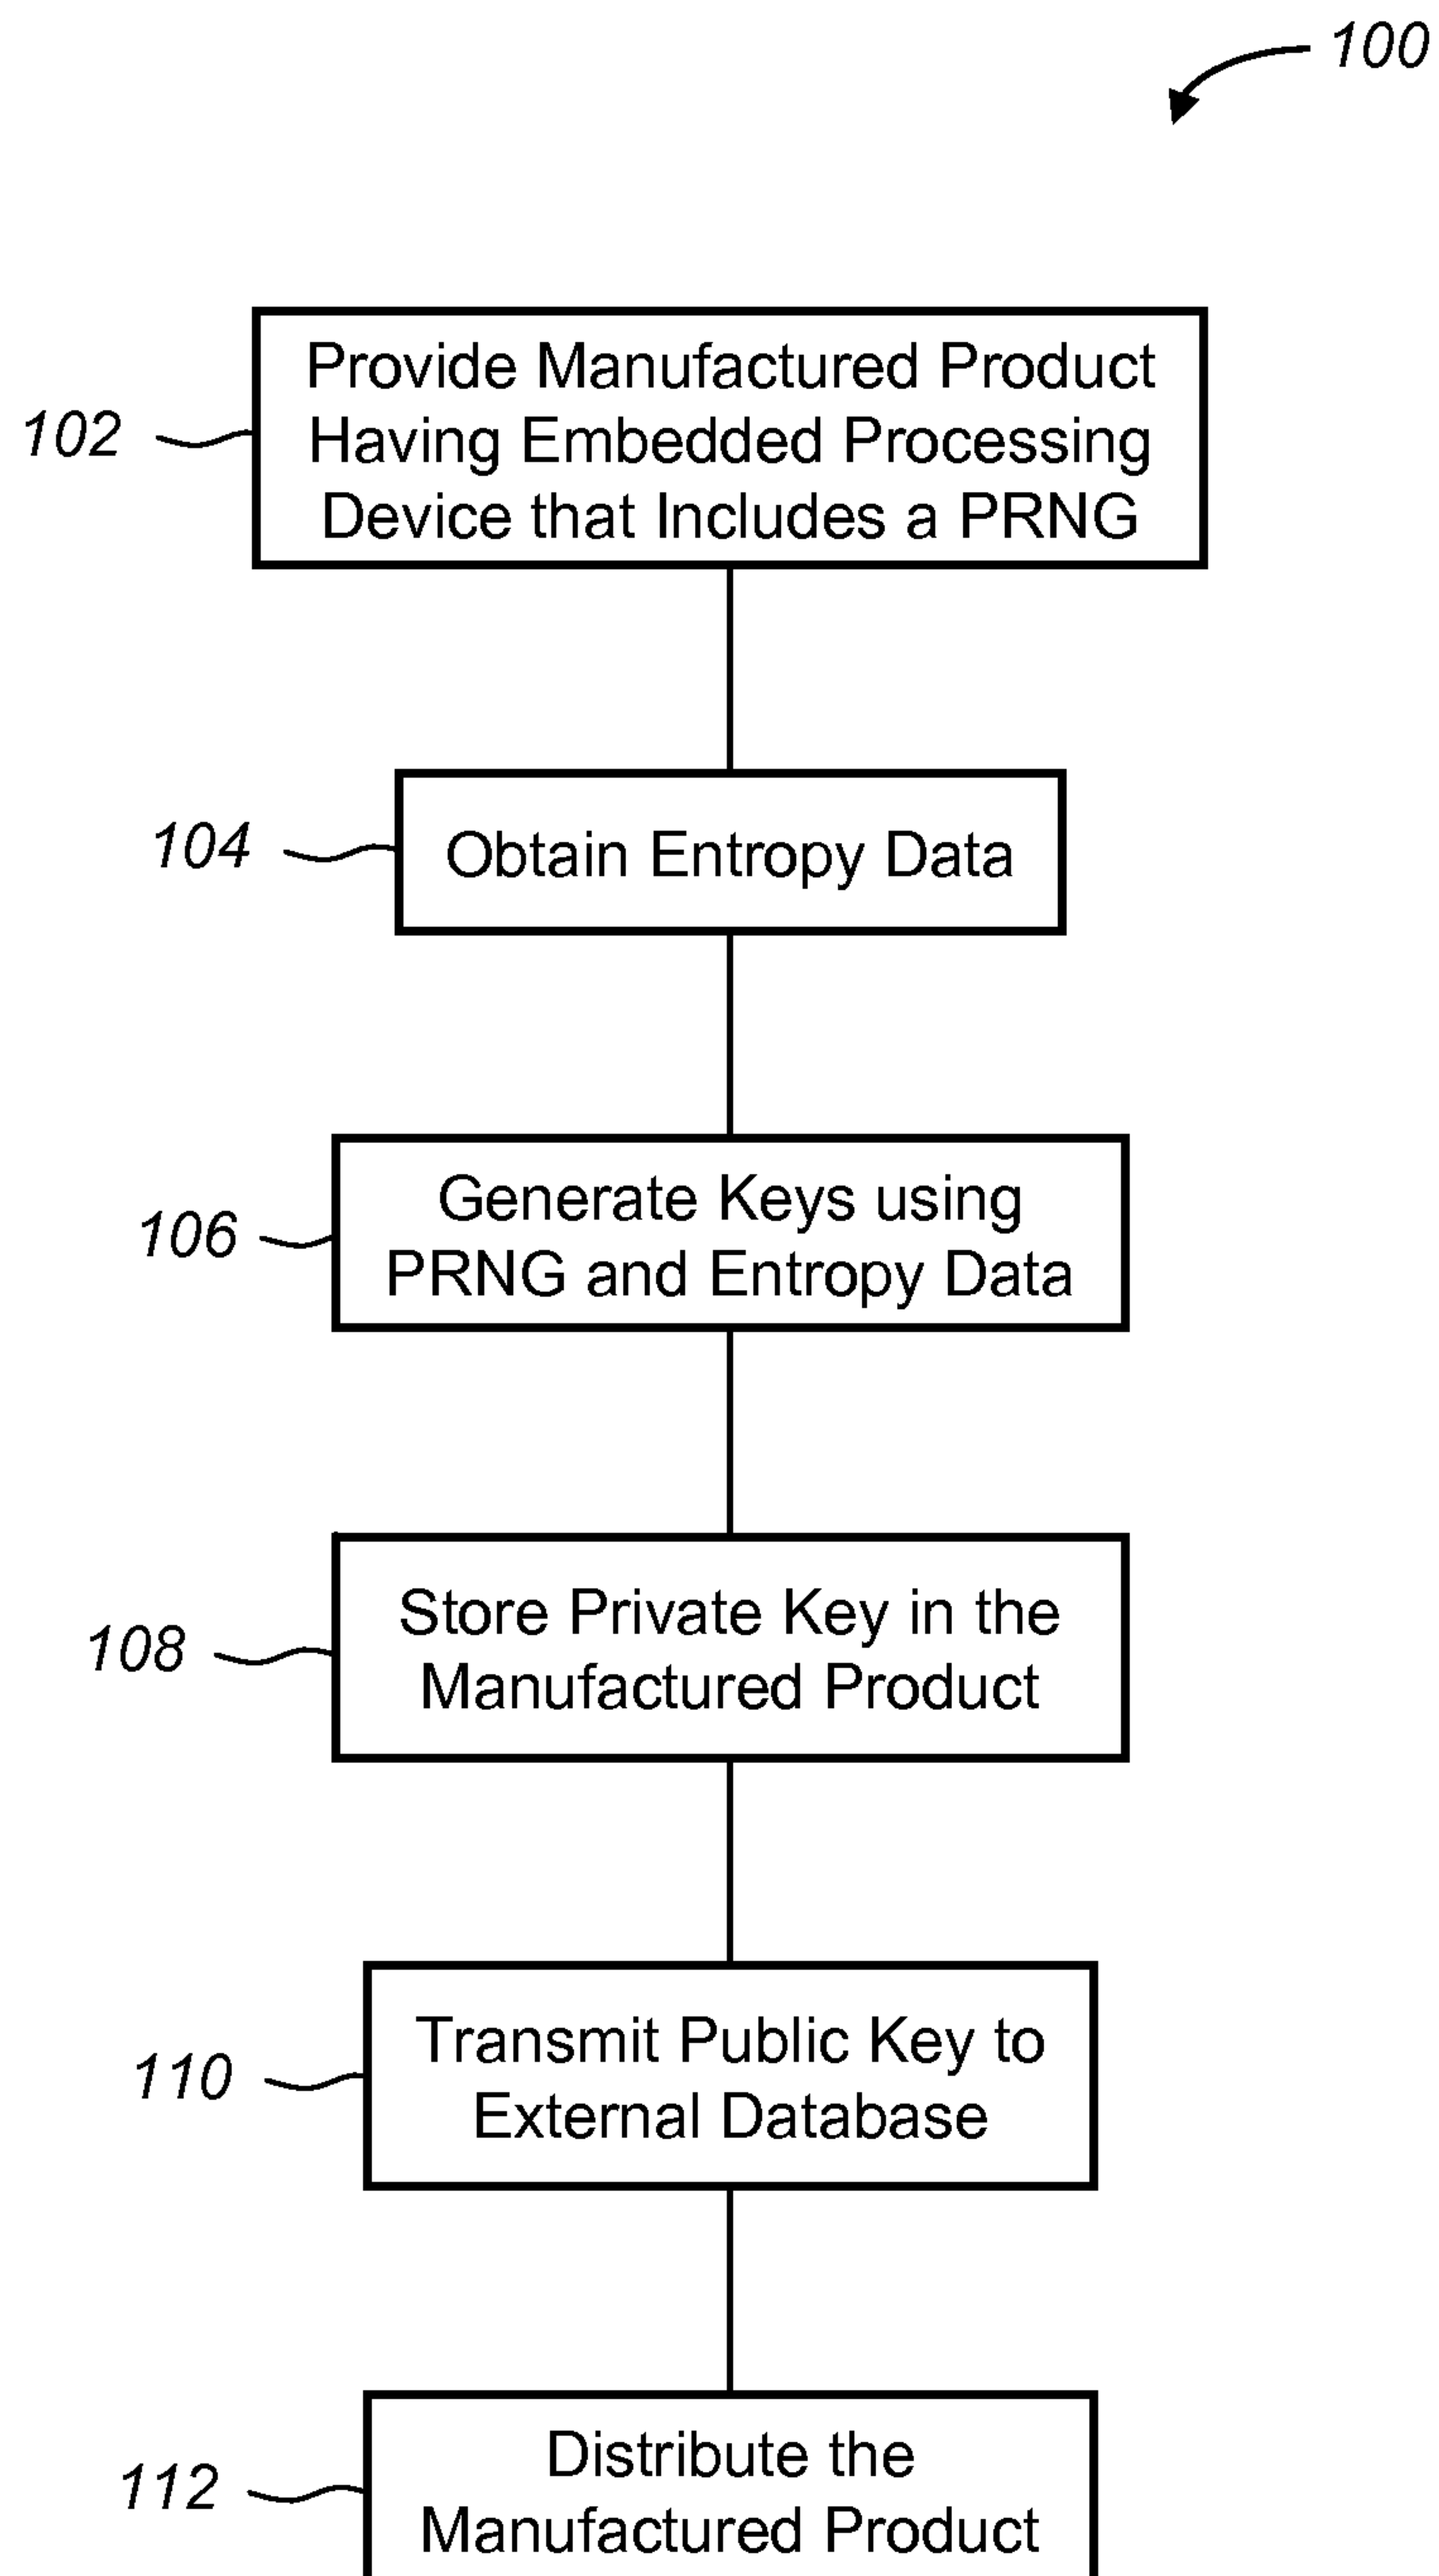 100
102
Provide Manufactured Product
Having Embedded Processing
Device that Includes a PRNG
104
Obtain Entropy Data
106
Generate Keys using
PRNG and Entropy Data
108
Store Private Key in the
Manufactured Product
110
Transmit Public Key to
External Database
112
Distribute the
Manufactured Product